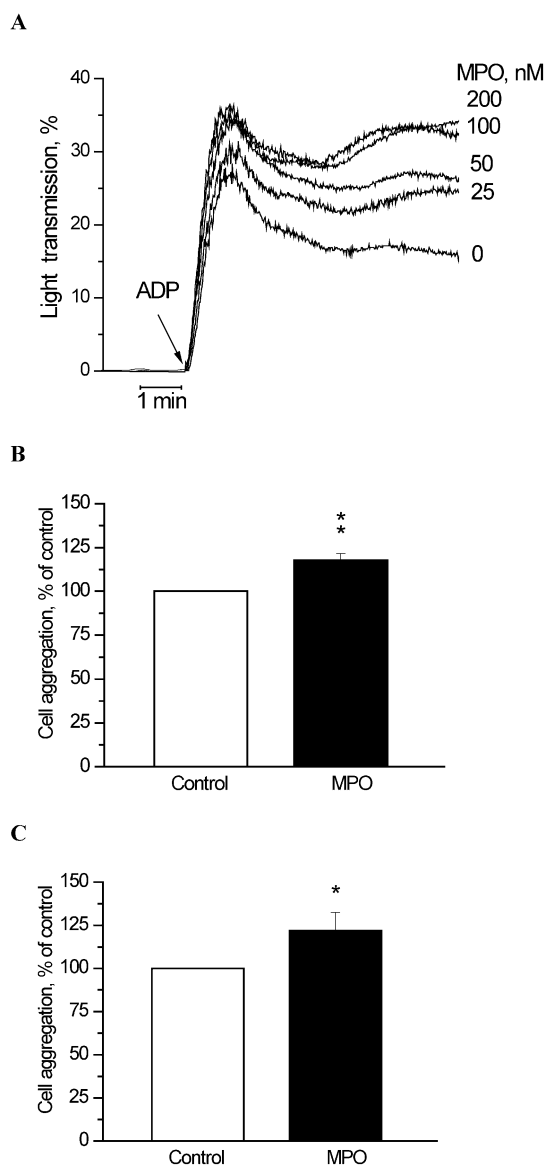 A
MPO, nM
200
100
50
25
0
40
30
20
10
0
Light transmission, %
ADP
1 min
B
150
125
100
75
50
25
0
Cell aggregation, % of control
*
*
Control
MPO
C
150
125
100
75
50
25
0
Cell aggregation, % of control
*
Control
MPO